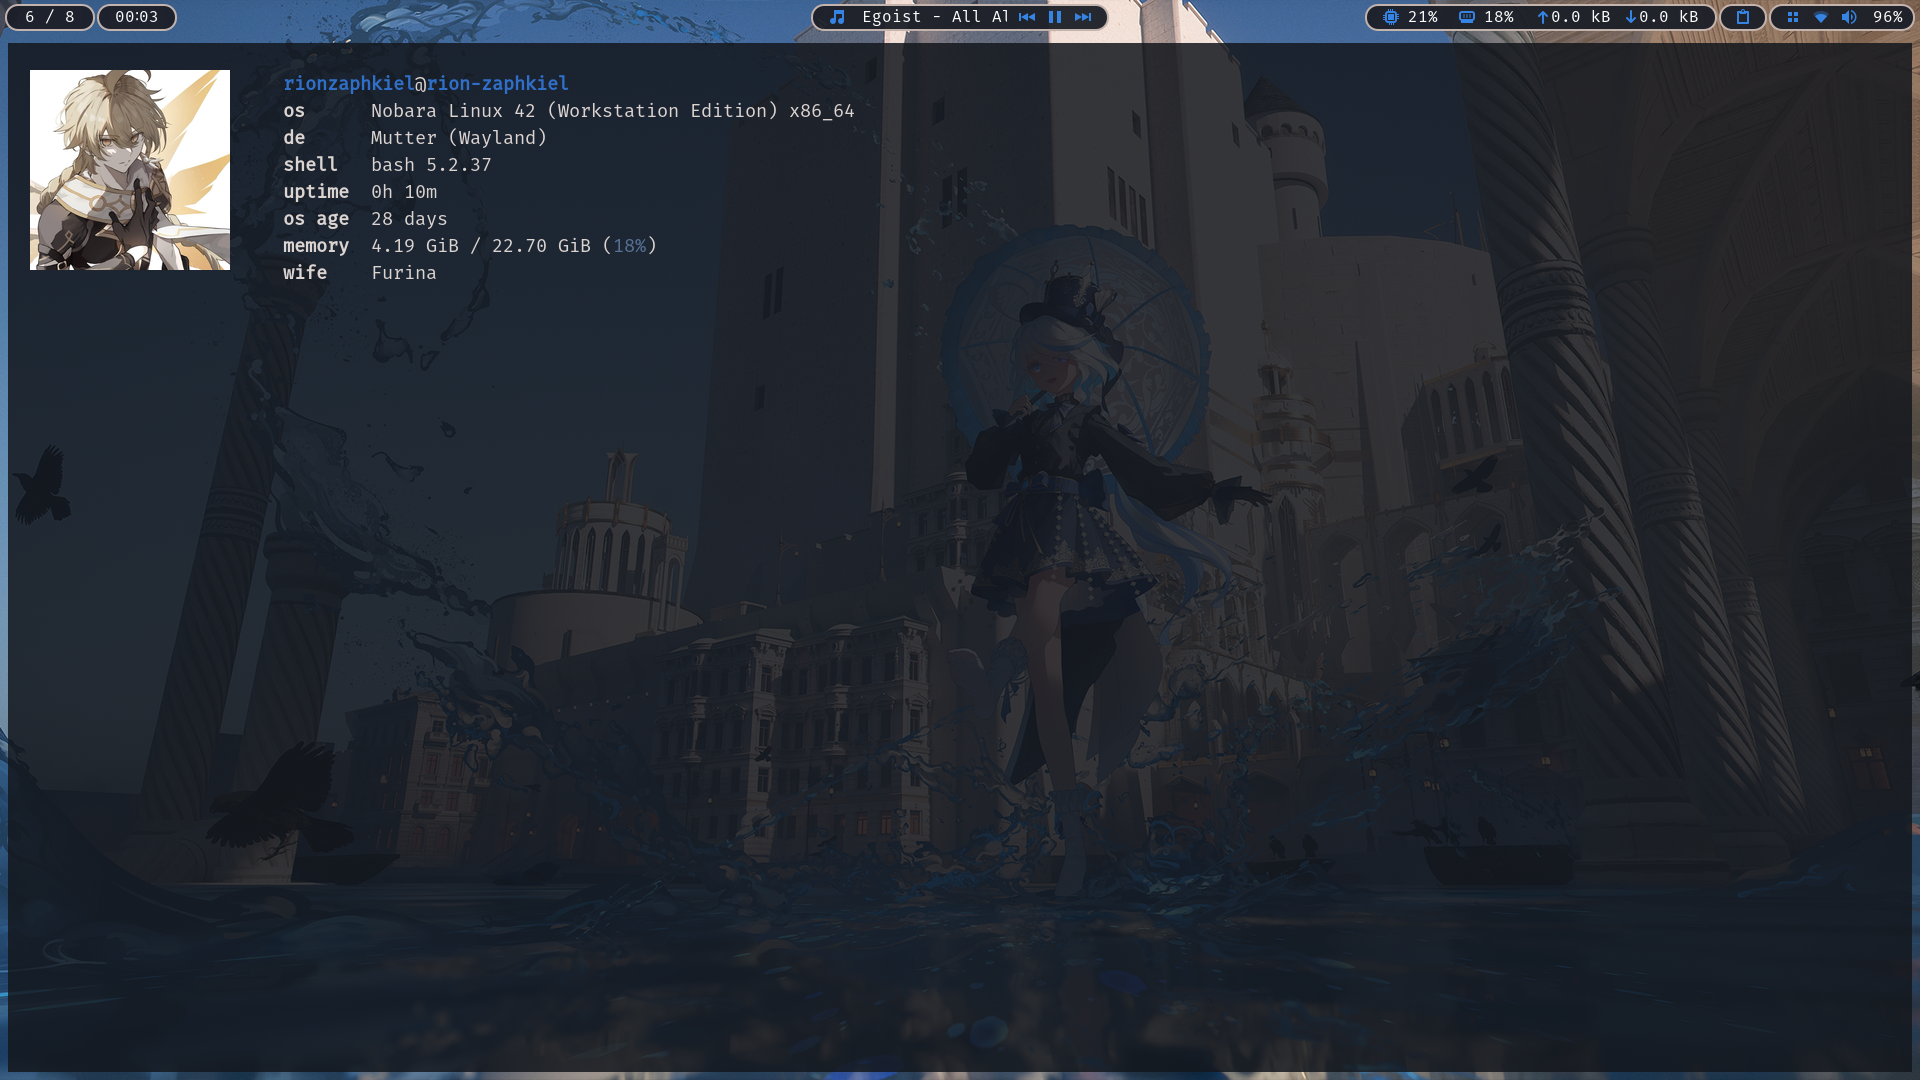 6 / 8 00:03 Egoist - All Al 21% 18% 0.0 kB 0.0 kB 96%
rionzaphkiel@rion-zaphkiel
os Nobara Linux 42 (Workstation Edition) x86_64
de Mutter (Wayland)
shell bash 5.2.37
uptime 0h 10m
os age 28 days
memory 4.19 GiB / 22.70 GiB (18%)
wife Furina